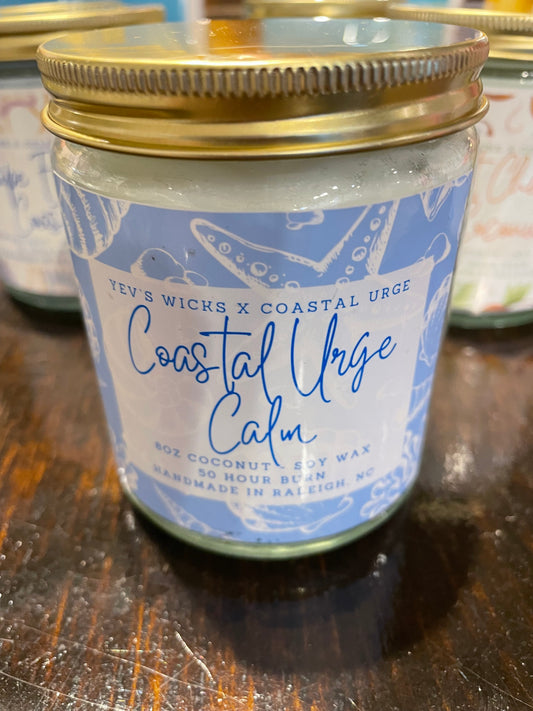 YEV'S WICKS X COASTAL URGE
Coastal Urge
Calm
8OZ COCONUT - SOY WAX
50 HOUR BURN
HANDMADE IN RALEIGH, NC